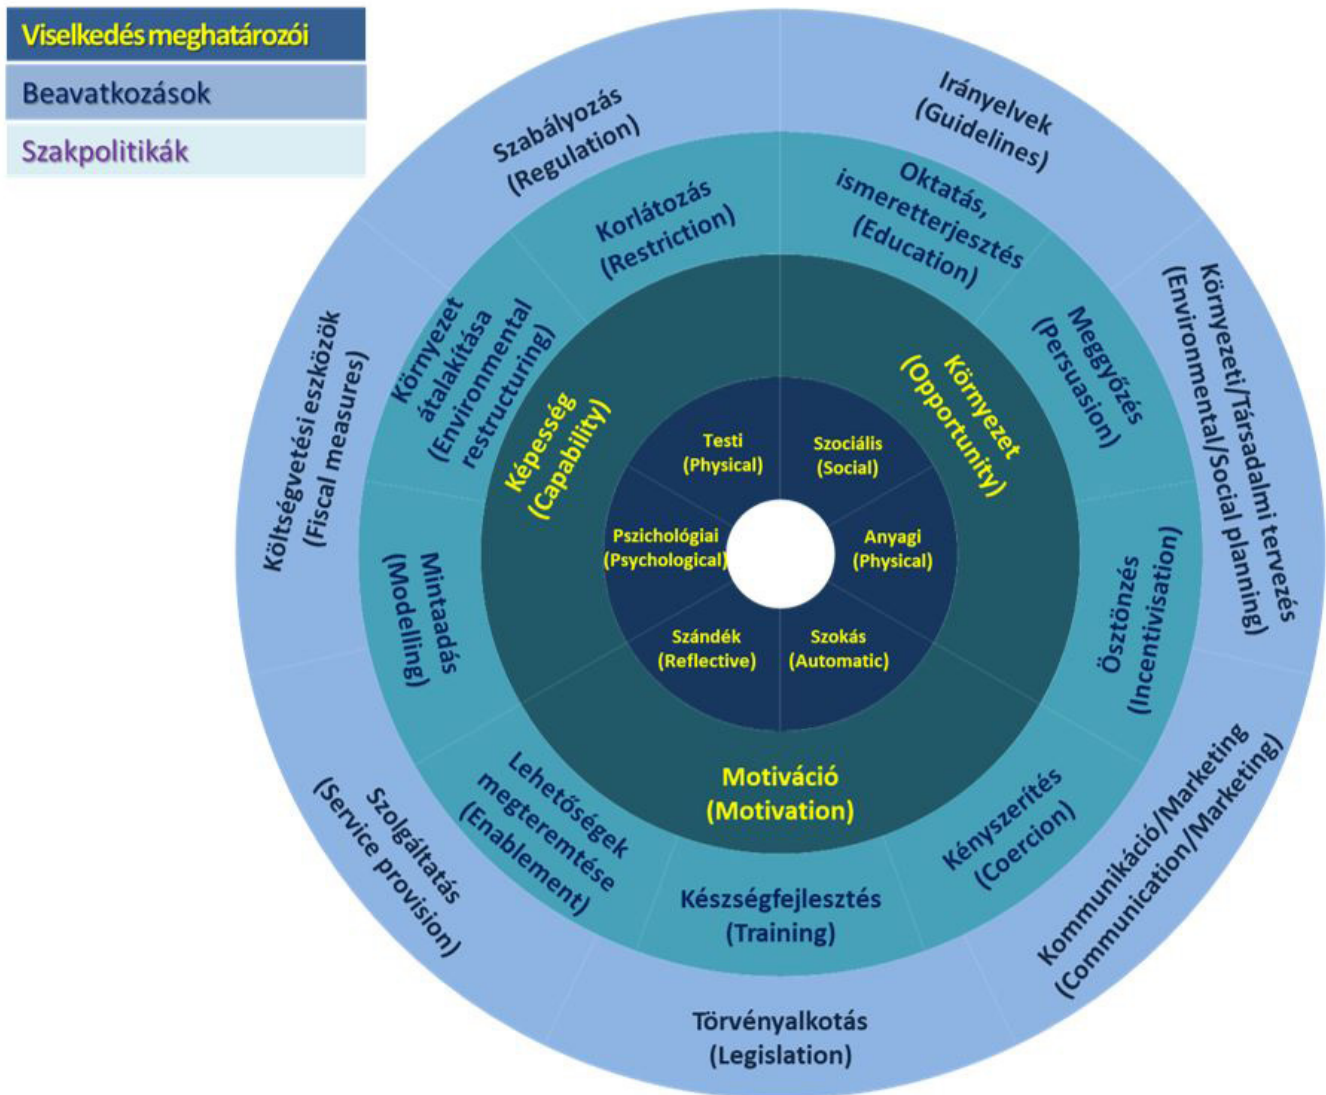 Viselkedés meghatározói
Beavatkozások
Szakpolitikák
Szabályozás
(Regulation)
Irányelvek
(Guidelines)
Környezeti/Társadalmi tervezés
(Environmental/Social planning)
Kommunikáció/Marketing
(Communication/Marketing)
Törvényalkotás
(Legislation)
Szolgáltatás
(Service provision)
Költségvetési eszközök
(Fiscal measures)
Korlátozás
(Restriction)
Oktatás,
ismeretterjesztés
(Education)
Meggyőzés
(Persuasion)
Ösztönzés
(Incentivisation)
Kényszerítés
(Coercion)
Készségfejlesztés
(Training)
Lehetőségek
megteremtése
(Enablement)
Mintaadás
(Modelling)
Környezet
átalakítása
(Environmental
restructuring)
Képesség
(Capability)
Környezet
(Opportunity)
Motiváció
(Motivation)
Testi
(Physical)
Szociális
(Social)
Anyagi
(Physical)
Szokás
(Automatic)
Szándék
(Reflective)
Pszichológiai
(Psychological)